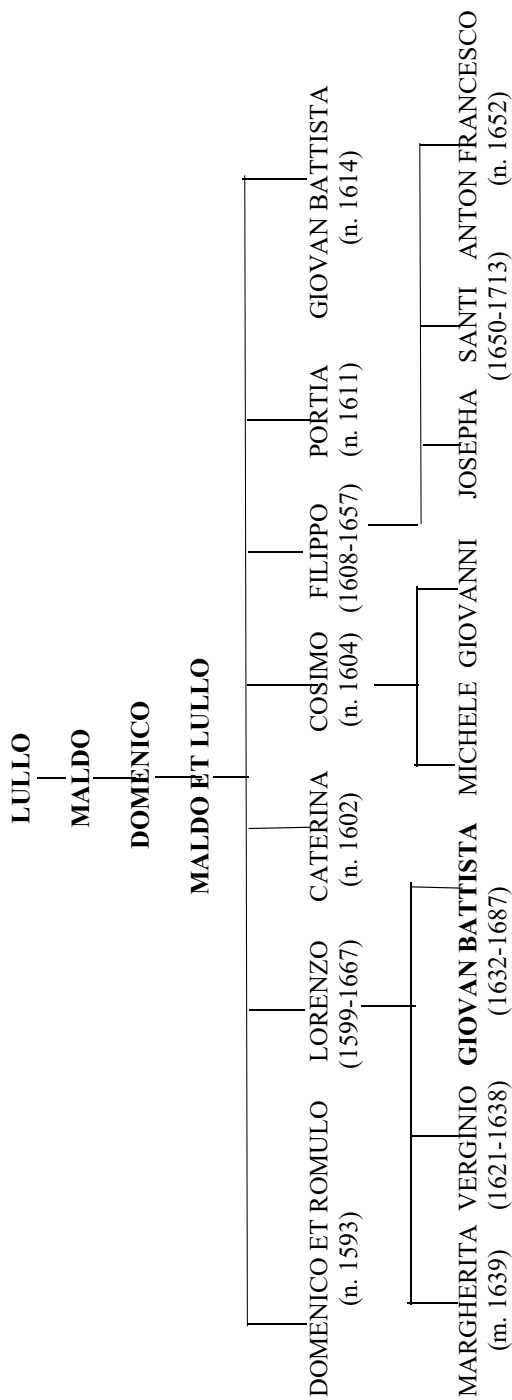 LULLO
MALDO
DOMENICO
MALDO ET LULLO
DOMENICO ET ROMULO
(n. 1593)
LORENZO
(1599-1667)
CATERINA
(n. 1602)
COSIMO
(n. 1604)
FILIPPO
(1608-1657)
PORTIA
(n. 1611)
GIOVAN BATTISTA
(n. 1614)
MARGHERITA
(m. 1639)
VERGINIO
(1621-1638)
GIOVAN BATTISTA
(1632-1687)
MICHELE
GIOVANNI
JOSEPHA
SANTI
(1650-1713)
ANTON FRANCESCO
(n. 1652)